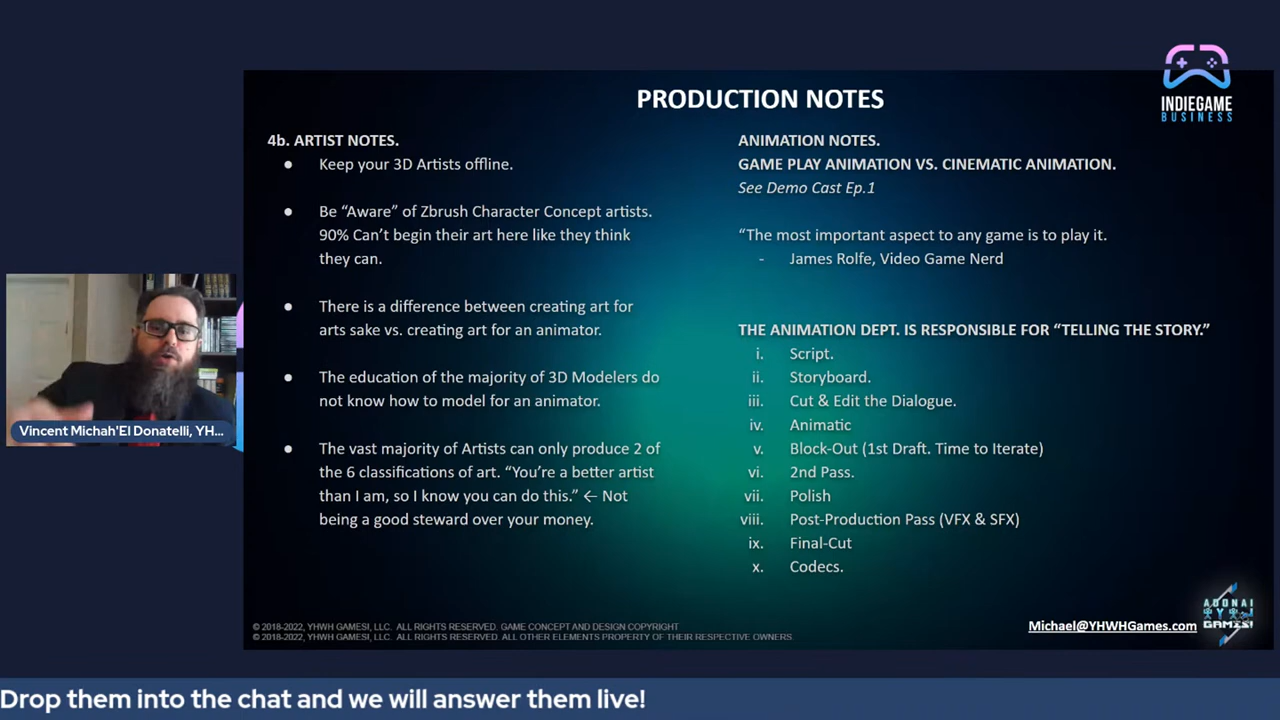 INDIEGAME
BUSINESS
PRODUCTION NOTES
4b. ARTIST NOTES.
● Keep your 3D Artists offline.
● Be “Aware” of Zbrush Character Concept artists.
90% Can’t begin their art here like they think
they can.
● There is a difference between creating art for
arts sake vs. creating art for an animator.
● The education of the majority of 3D Modelers do
not know how to model for an animator.
● The vast majority of Artists can only produce 2 of
the 6 classifications of art. “You’re a better artist
than I am, so I know you can do this.” ← Not
being a good steward over your money.
ANIMATION NOTES.
GAME PLAY ANIMATION VS. CINEMATIC ANIMATION.
See Demo Cast Ep.1
“The most important aspect to any game is to play it.
- James Rolfe, Video Game Nerd
THE ANIMATION DEPT. IS RESPONSIBLE FOR “TELLING THE STORY.”
i. Script.
ii. Storyboard.
iii. Cut & Edit the Dialogue.
iv. Animatic
v. Block-Out (1st Draft. Time to Iterate)
vi. 2nd Pass.
vii. Polish
viii. Post-Production Pass (VFX & SFX)
ix. Final-Cut
x. Codecs.
Vincent Michah'El Donatelli, YH...
© 2018-2022, YHWH GAMES!, LLC. ALL RIGHTS RESERVED. GAME CONCEPT AND DESIGN COPYRIGHT
© 2018-2022, YHWH GAMES!, LLC. ALL RIGHTS RESERVED. ALL OTHER ELEMENTS PROPERTY OF THEIR RESPECTIVE OWNERS.
Michael@YHWHGames.com
ADONAI
GAMES!
Drop them into the chat and we will answer them live!